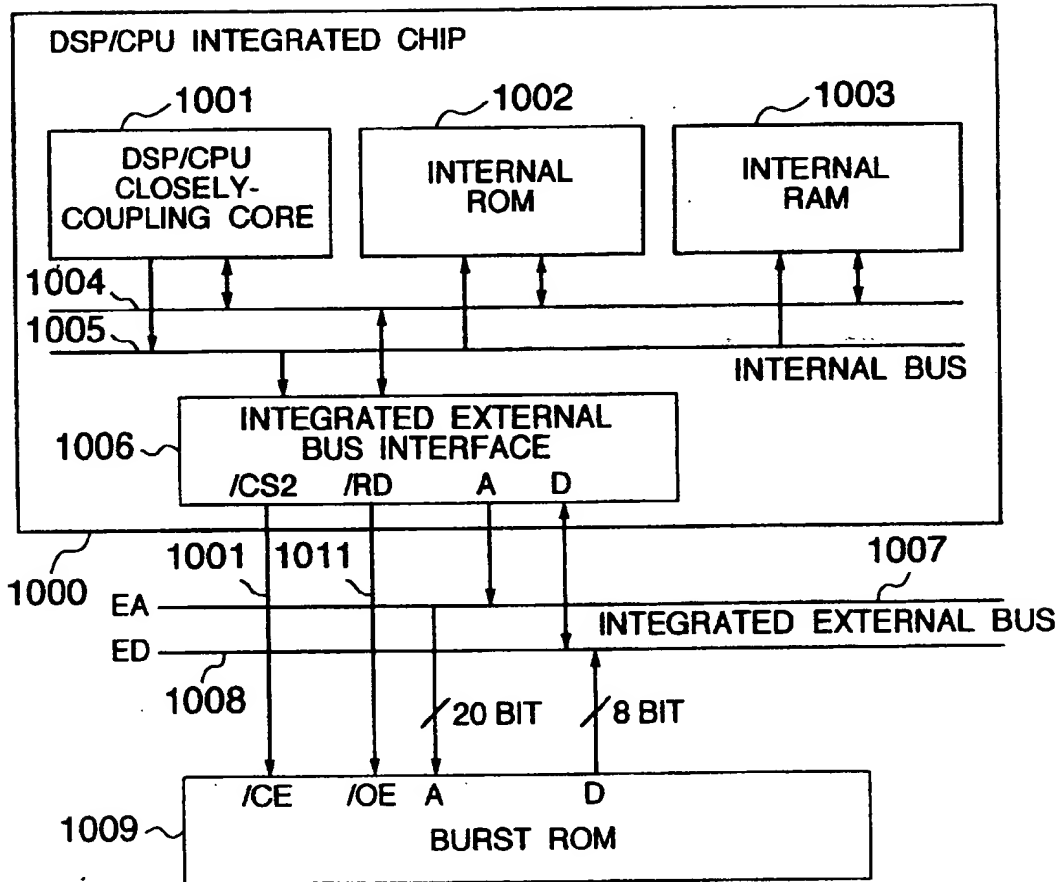 DSP/CPU INTEGRATED CHIP
1001
1002
1003
DSP/CPU
CLOSELY-
COUPLING CORE
INTERNAL
ROM
INTERNAL
RAM
1004
1005
INTERNAL BUS
INTEGRATED EXTERNAL
BUS INTERFACE
1006
/CS2 /RD A D
1001 1011
1007
1000
EA
INTEGRATED EXTERNAL BUS
ED
1008
20 BIT
8 BIT
/CE /OE A D
1009
BURST ROM